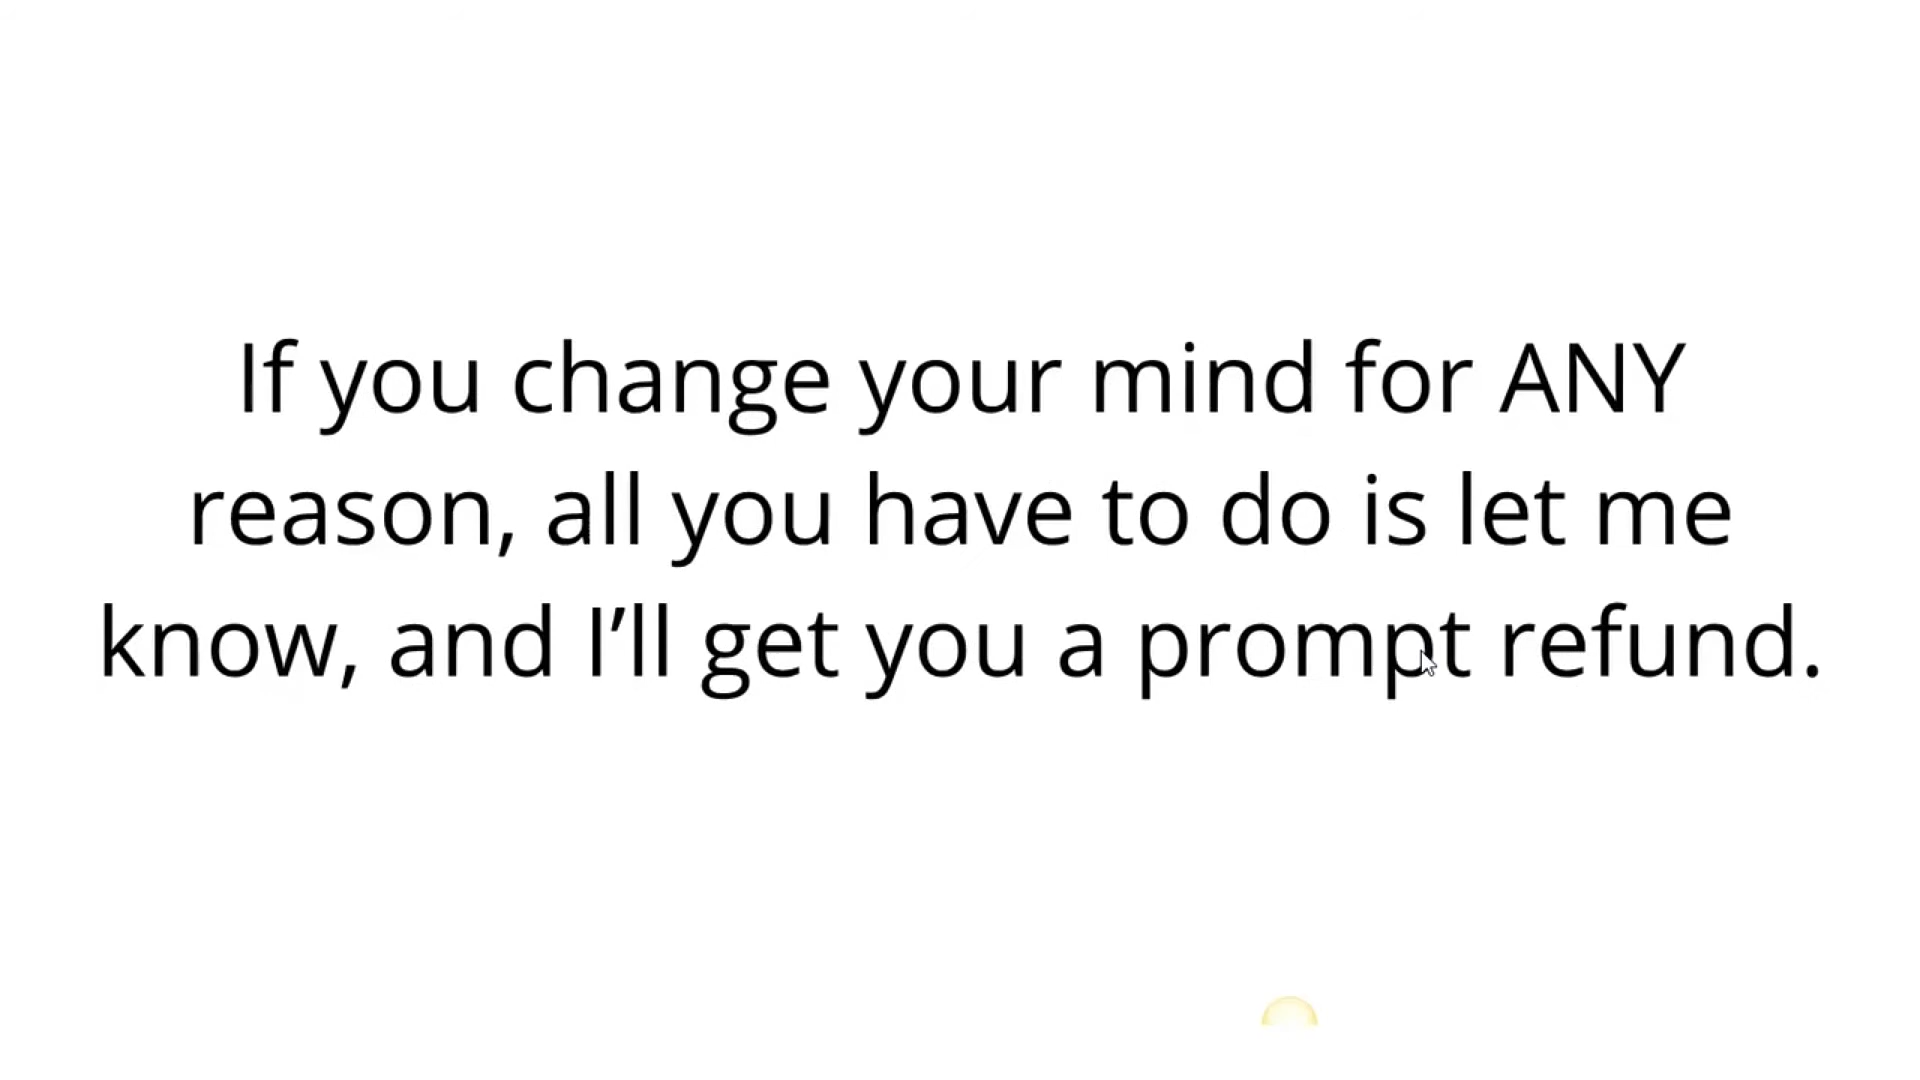 If you change your mind for ANY
reason, all you have to do is let me
know, and I’ll get you a prompt refund.